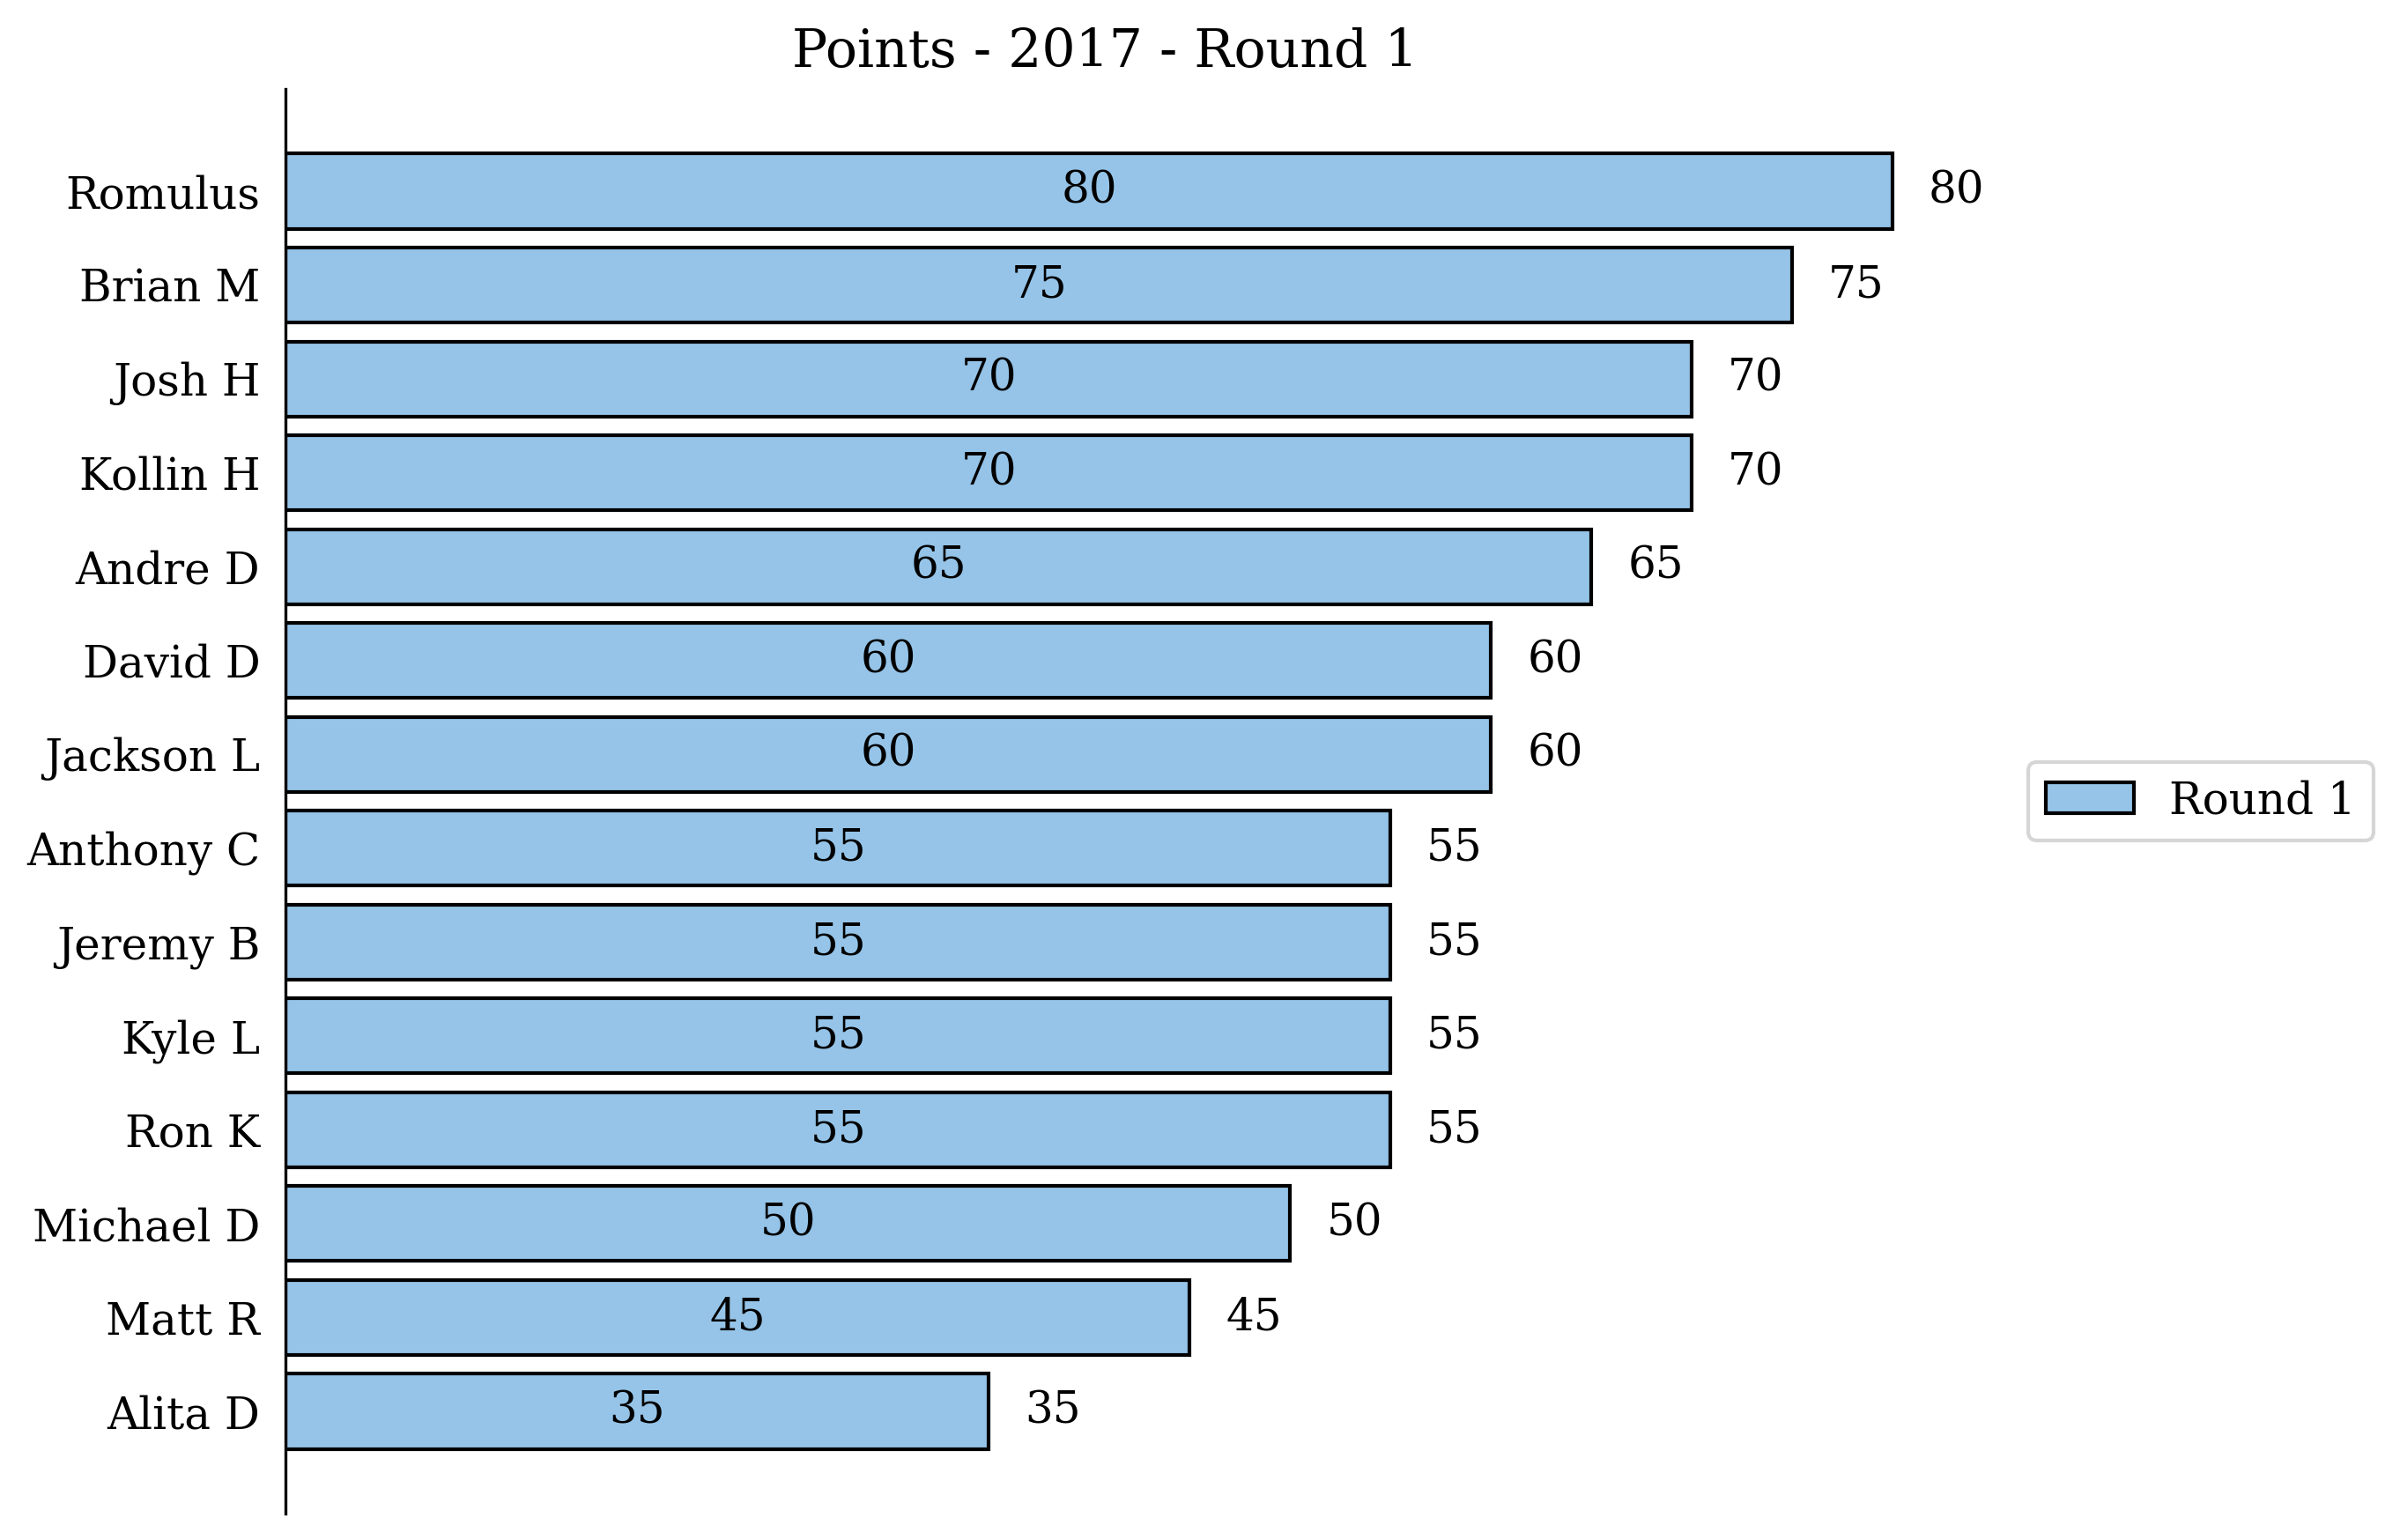 Points - 2017 - Round 1
Romulus 80 80
Brian M 75 75
Josh H 70 70
Kollin H 70 70
Andre D 65 65
David D 60 60
Jackson L 60 60
Round 1
Anthony C 55 55
Jeremy B 55 55
Kyle L 55 55
Ron K 55 55
Michael D 50 50
Matt R 45 45
Alita D 35 35